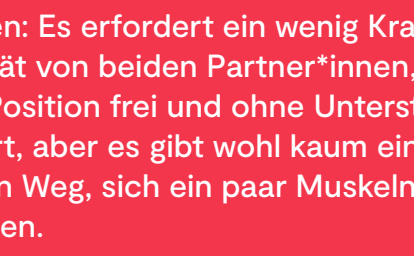 en: Es erfordert ein wenig Kra
ät von beiden Partner*innen,
Position frei und ohne Unterst
rt, aber es gibt wohl kaum ein
n Weg, sich ein paar Muskeln
en.